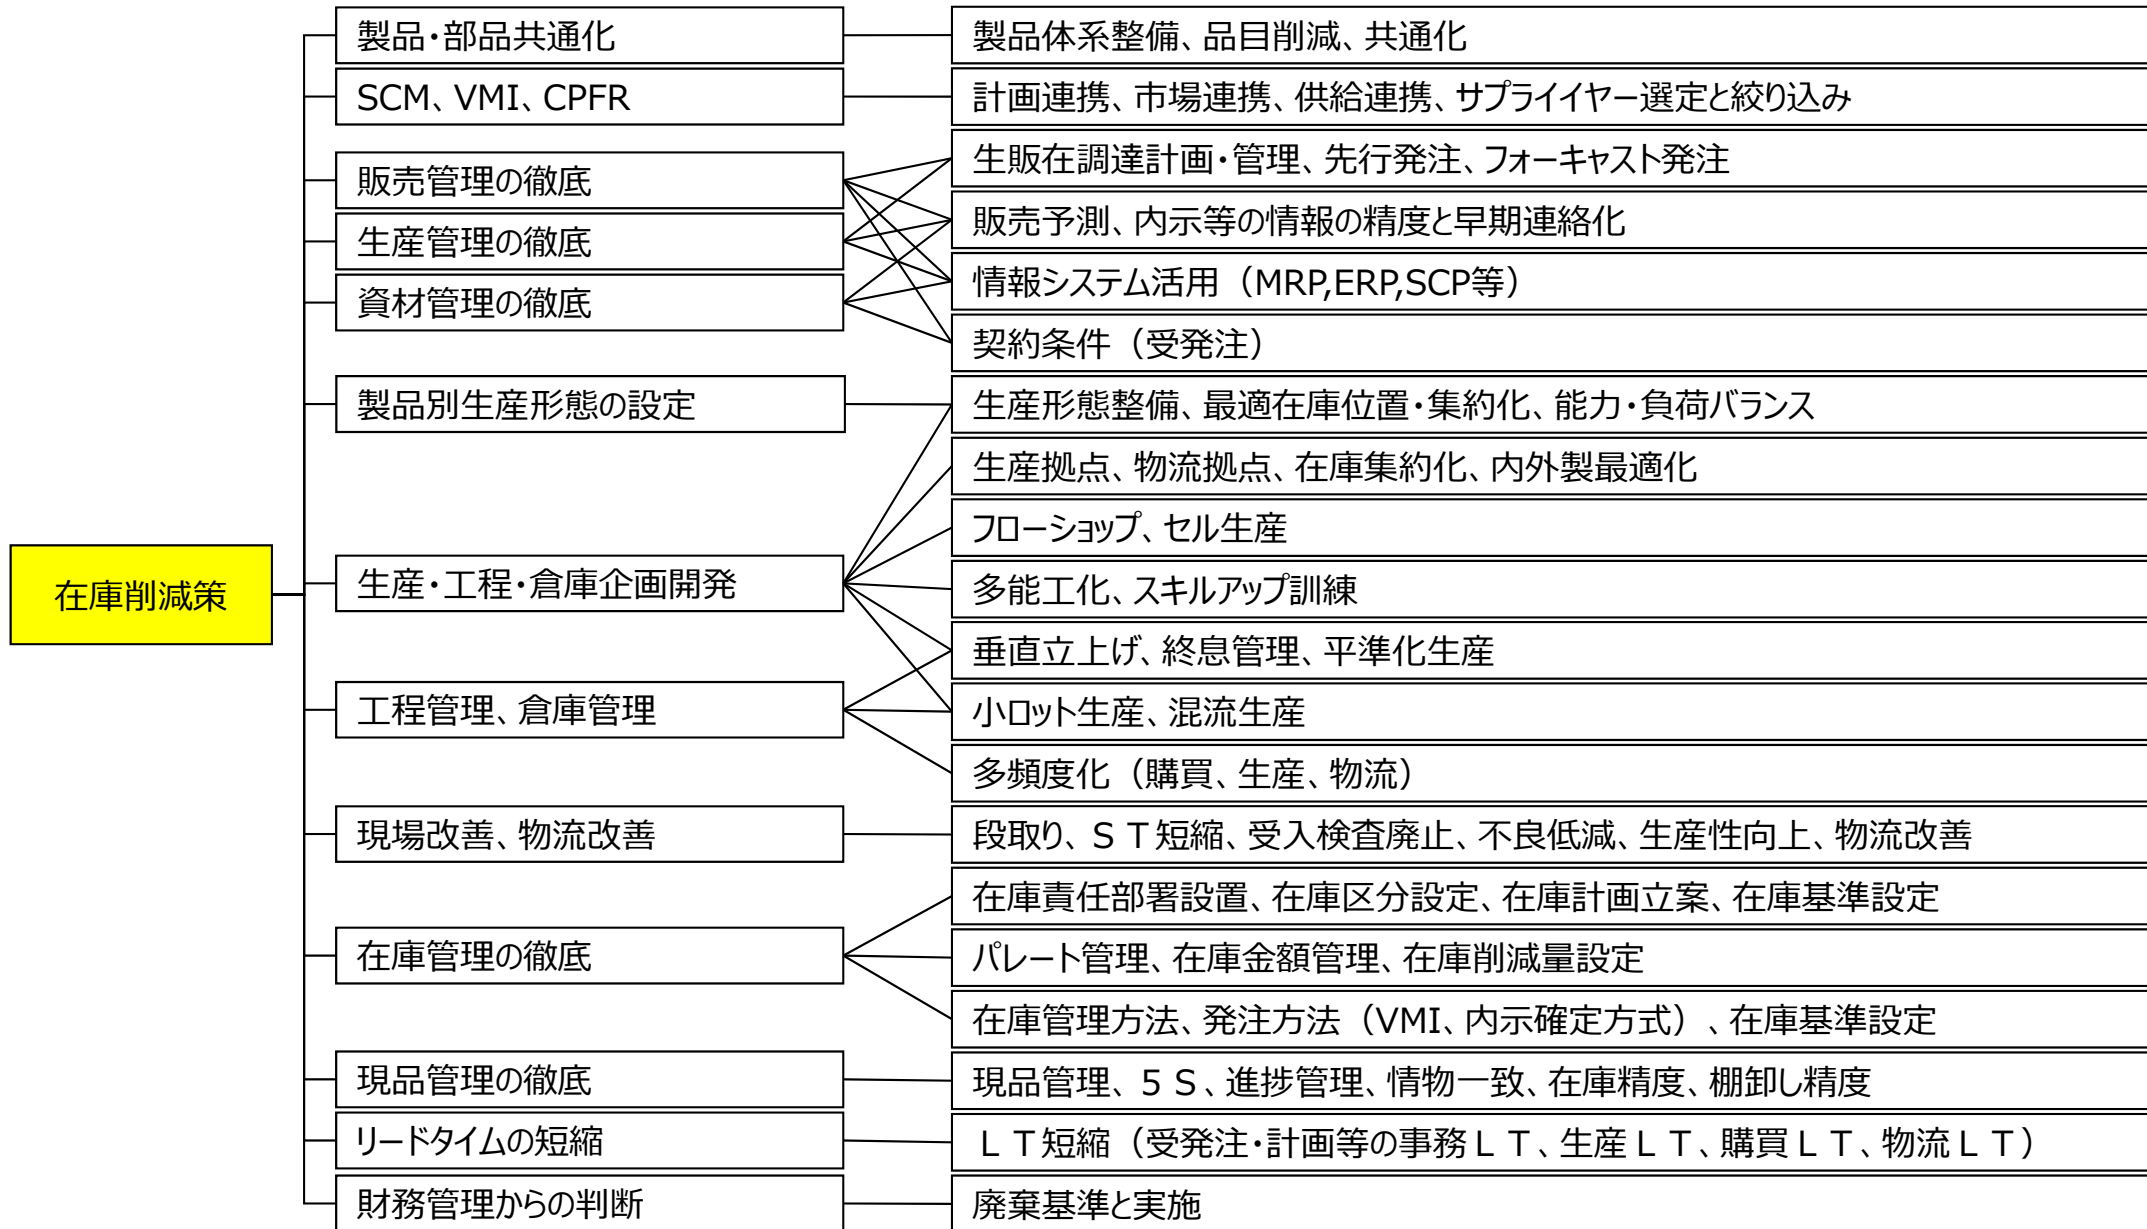 在庫削減策
製品・部品共通化
製品体系整備、品目削減、共通化
SCM、VMI、CPFR
計画連携、市場連携、供給連携、サプライイヤー選定と絞り込み
販売管理の徹底
生産管理の徹底
資材管理の徹底
生販在調達計画・管理、先行発注、フォーキャスト発注
販売予測、内示等の情報の精度と早期連絡化
情報システム活用（MRP,ERP,SCP等）
契約条件（受発注）
製品別生産形態の設定
生産形態整備、最適在庫位置・集約化、能力・負荷バランス
生産拠点、物流拠点、在庫集約化、内外製最適化
フローショップ、セル生産
生産・工程・倉庫企画開発
多能工化、スキルアップ訓練
垂直立上げ、終息管理、平準化生産
工程管理、倉庫管理
小ロット生産、混流生産
多頻度化（購買、生産、物流）
現場改善、物流改善
段取り、ＳＴ短縮、受入検査廃止、不良低減、生産性向上、物流改善
在庫責任部署設置、在庫区分設定、在庫計画立案、在庫基準設定
在庫管理の徹底
パレート管理、在庫金額管理、在庫削減量設定
在庫管理方法、発注方法（VMI、内示確定方式）、在庫基準設定
現品管理の徹底
現品管理、５Ｓ、進捗管理、情物一致、在庫精度、棚卸し精度
リードタイムの短縮
ＬＴ短縮（受発注・計画等の事務ＬＴ、生産ＬＴ、購買ＬＴ、物流ＬＴ）
財務管理からの判断
廃棄基準と実施